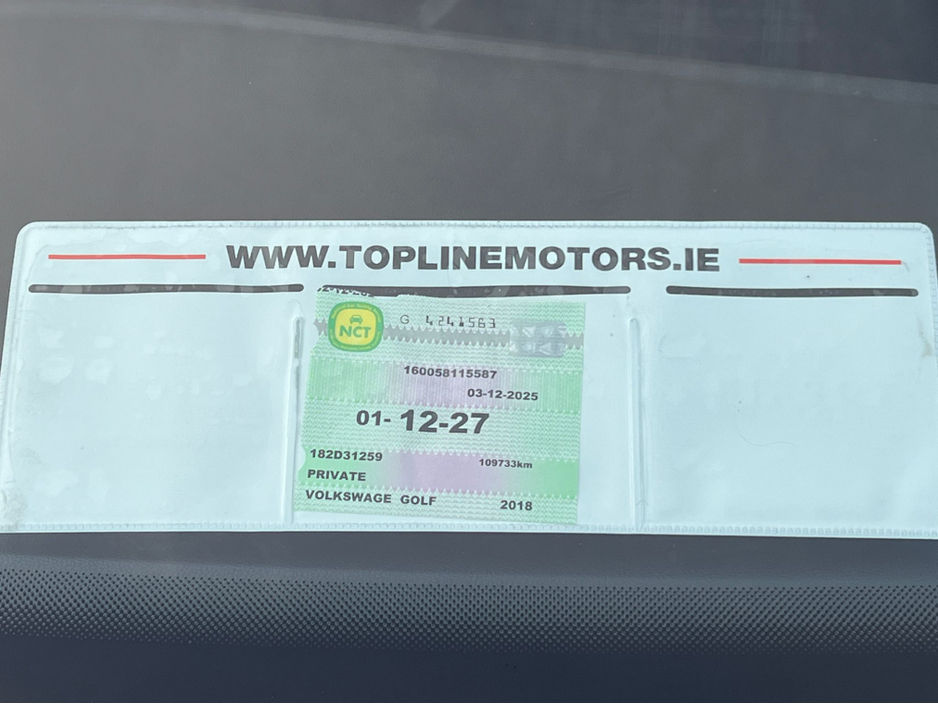 WWW.TOPLINEMOTORS.IE
NCT
G 4241563
160058115587
03-12-2025
01- 12-27
182D31259
109733km
PRIVATE
VOLKSWAGE GOLF
2018